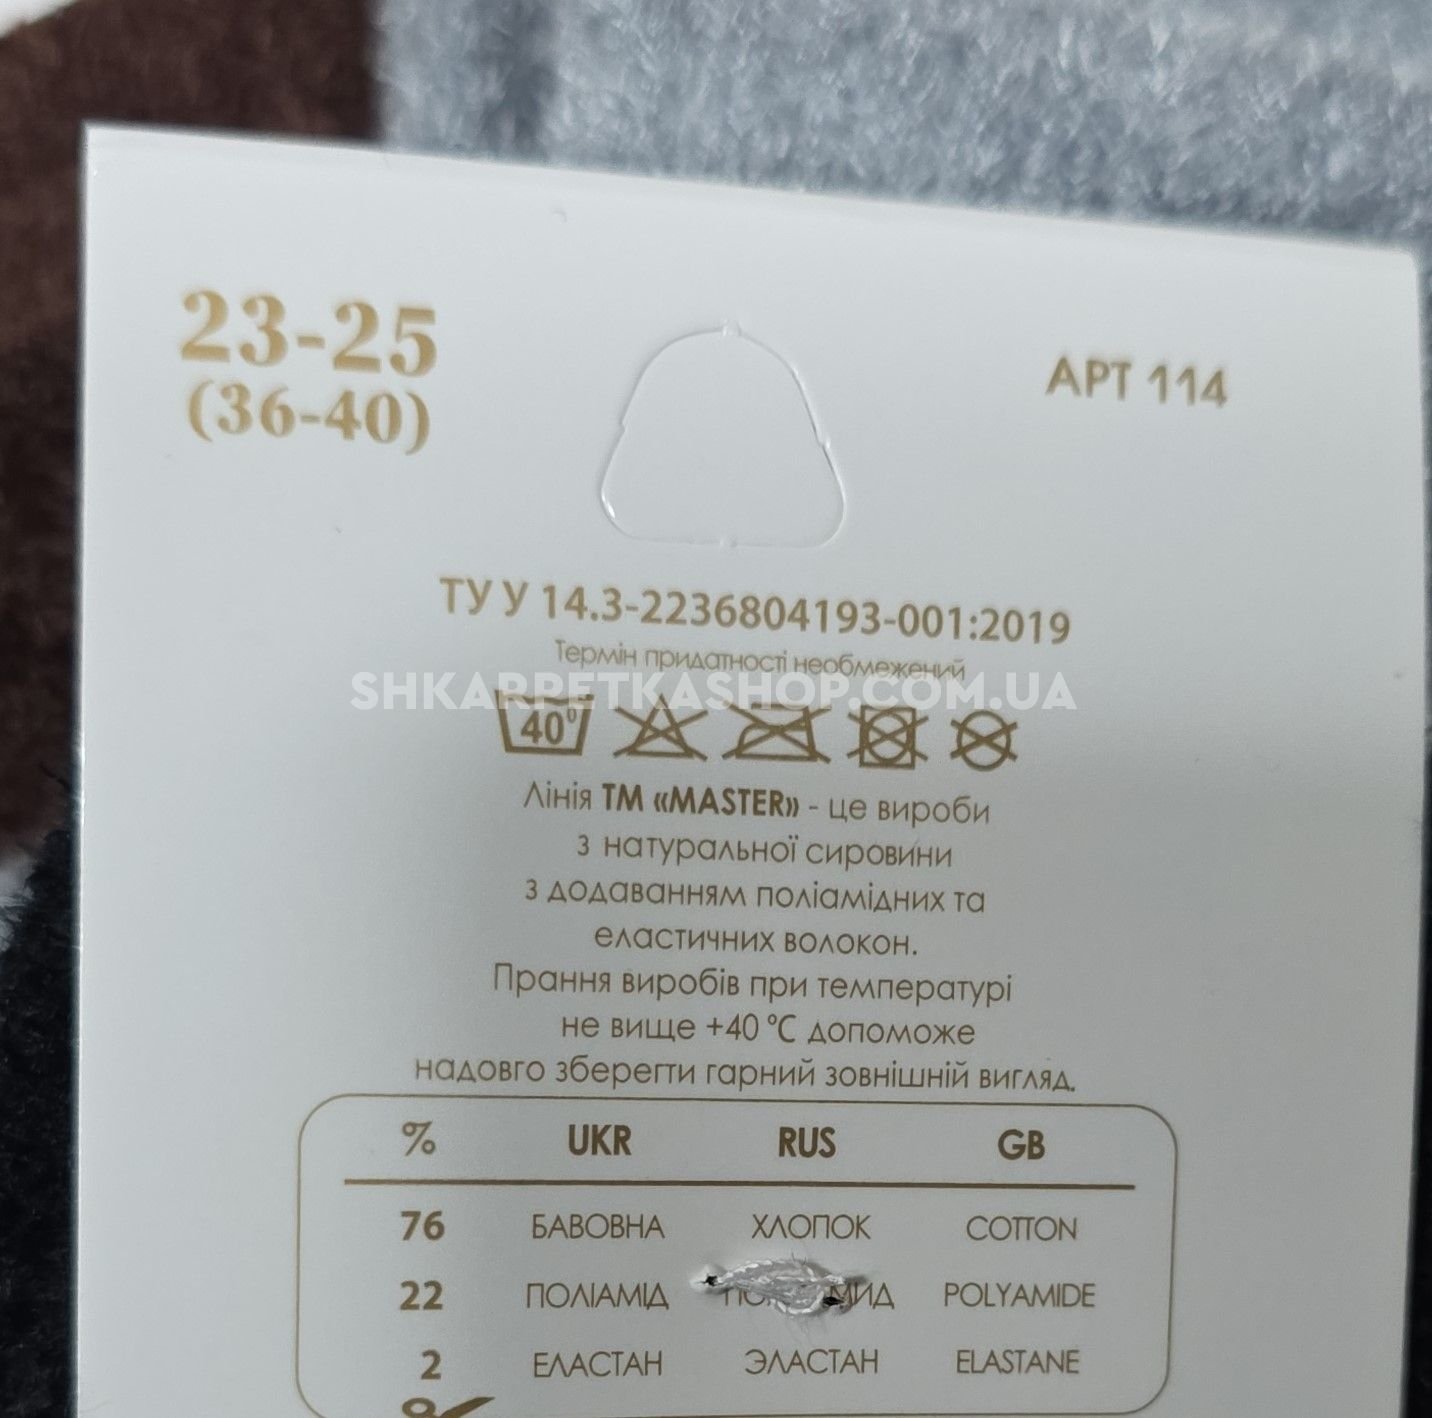 23-25
(36-40)
АРТ 114
ТУ У 14.3-2236804193-001:2019
Термін придатності необмежений
SHKARPETKASHOP.COM.UA
40⁰
Лінія ТМ «MASTER» - це вироби
з натуральної сировини
з додаванням поліамідних та
еластичних волокон.
Прання виробів при температурі
не вище +40 °С допоможе
надовго зберегти гарний зовнішній вигляд.
% UKR RUS GB
76 БАВОВНА ХЛОПОК COTTON
22 ПОЛІАМІД POLYAMIDE
2 ЕЛАСТАН ЭЛАСТАН ELASTANE